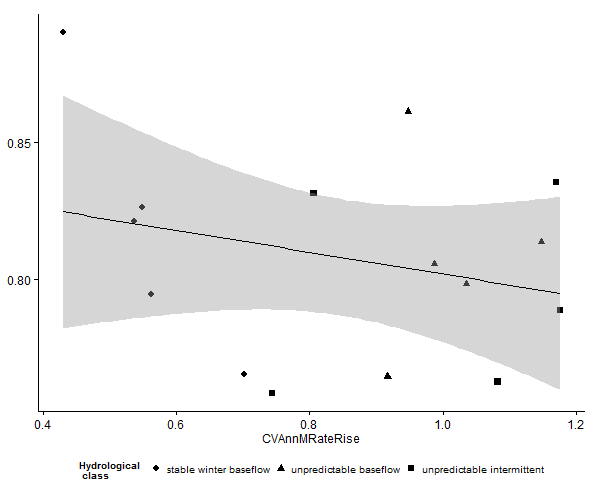 0.85
0.80
0.4 0.6 0.8 1.0 1.2
CVAnnMRateRise
Hydrological
class
stable winter baseflow unpredictable baseflow unpredictable intermittent